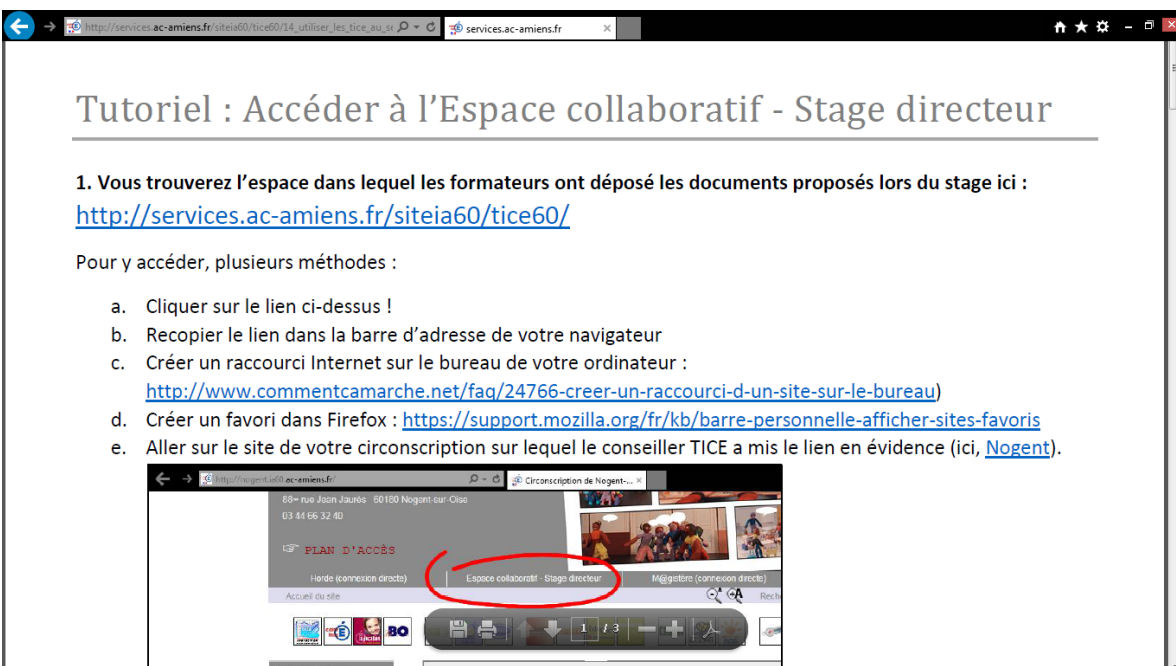 http://services.ac-amiens.fr/siteia60/tice60/14_utiliser_les_tice_au_se
services.ac-amiens.fr
Tutoriel : Accéder à l’Espace collaboratif - Stage directeur
1. Vous trouverez l’espace dans lequel les formateurs ont déposé les documents proposés lors du stage ici :
http://services.ac-amiens.fr/siteia60/tice60/
Pour y accéder, plusieurs méthodes :
a. Cliquer sur le lien ci-dessus !
b. Recopier le lien dans la barre d’adresse de votre navigateur
c. Créer un raccourci Internet sur le bureau de votre ordinateur :
http://www.commentcamarche.net/faq/24766-creer-un-raccourci-d-un-site-sur-le-bureau)
d. Créer un favori dans Firefox : https://support.mozilla.org/fr/kb/barre-personnelle-afficher-sites-favoris
e. Aller sur le site de votre circonscription sur lequel le conseiller TICE a mis le lien en évidence (ici, Nogent).
http://nogent.ie60.ac-amiens.fr/
Circonscription de Nogent-...
rue Jean Jaurès 60180 Nogent-sur-Oise
03 44 66 32 40
PLAN D'ACCÈS
Horde (connexion directe) Espace collaboratif - Stage directeur M@gistère (connexion directe)
Accueil du site Rech
BO
1 / 3